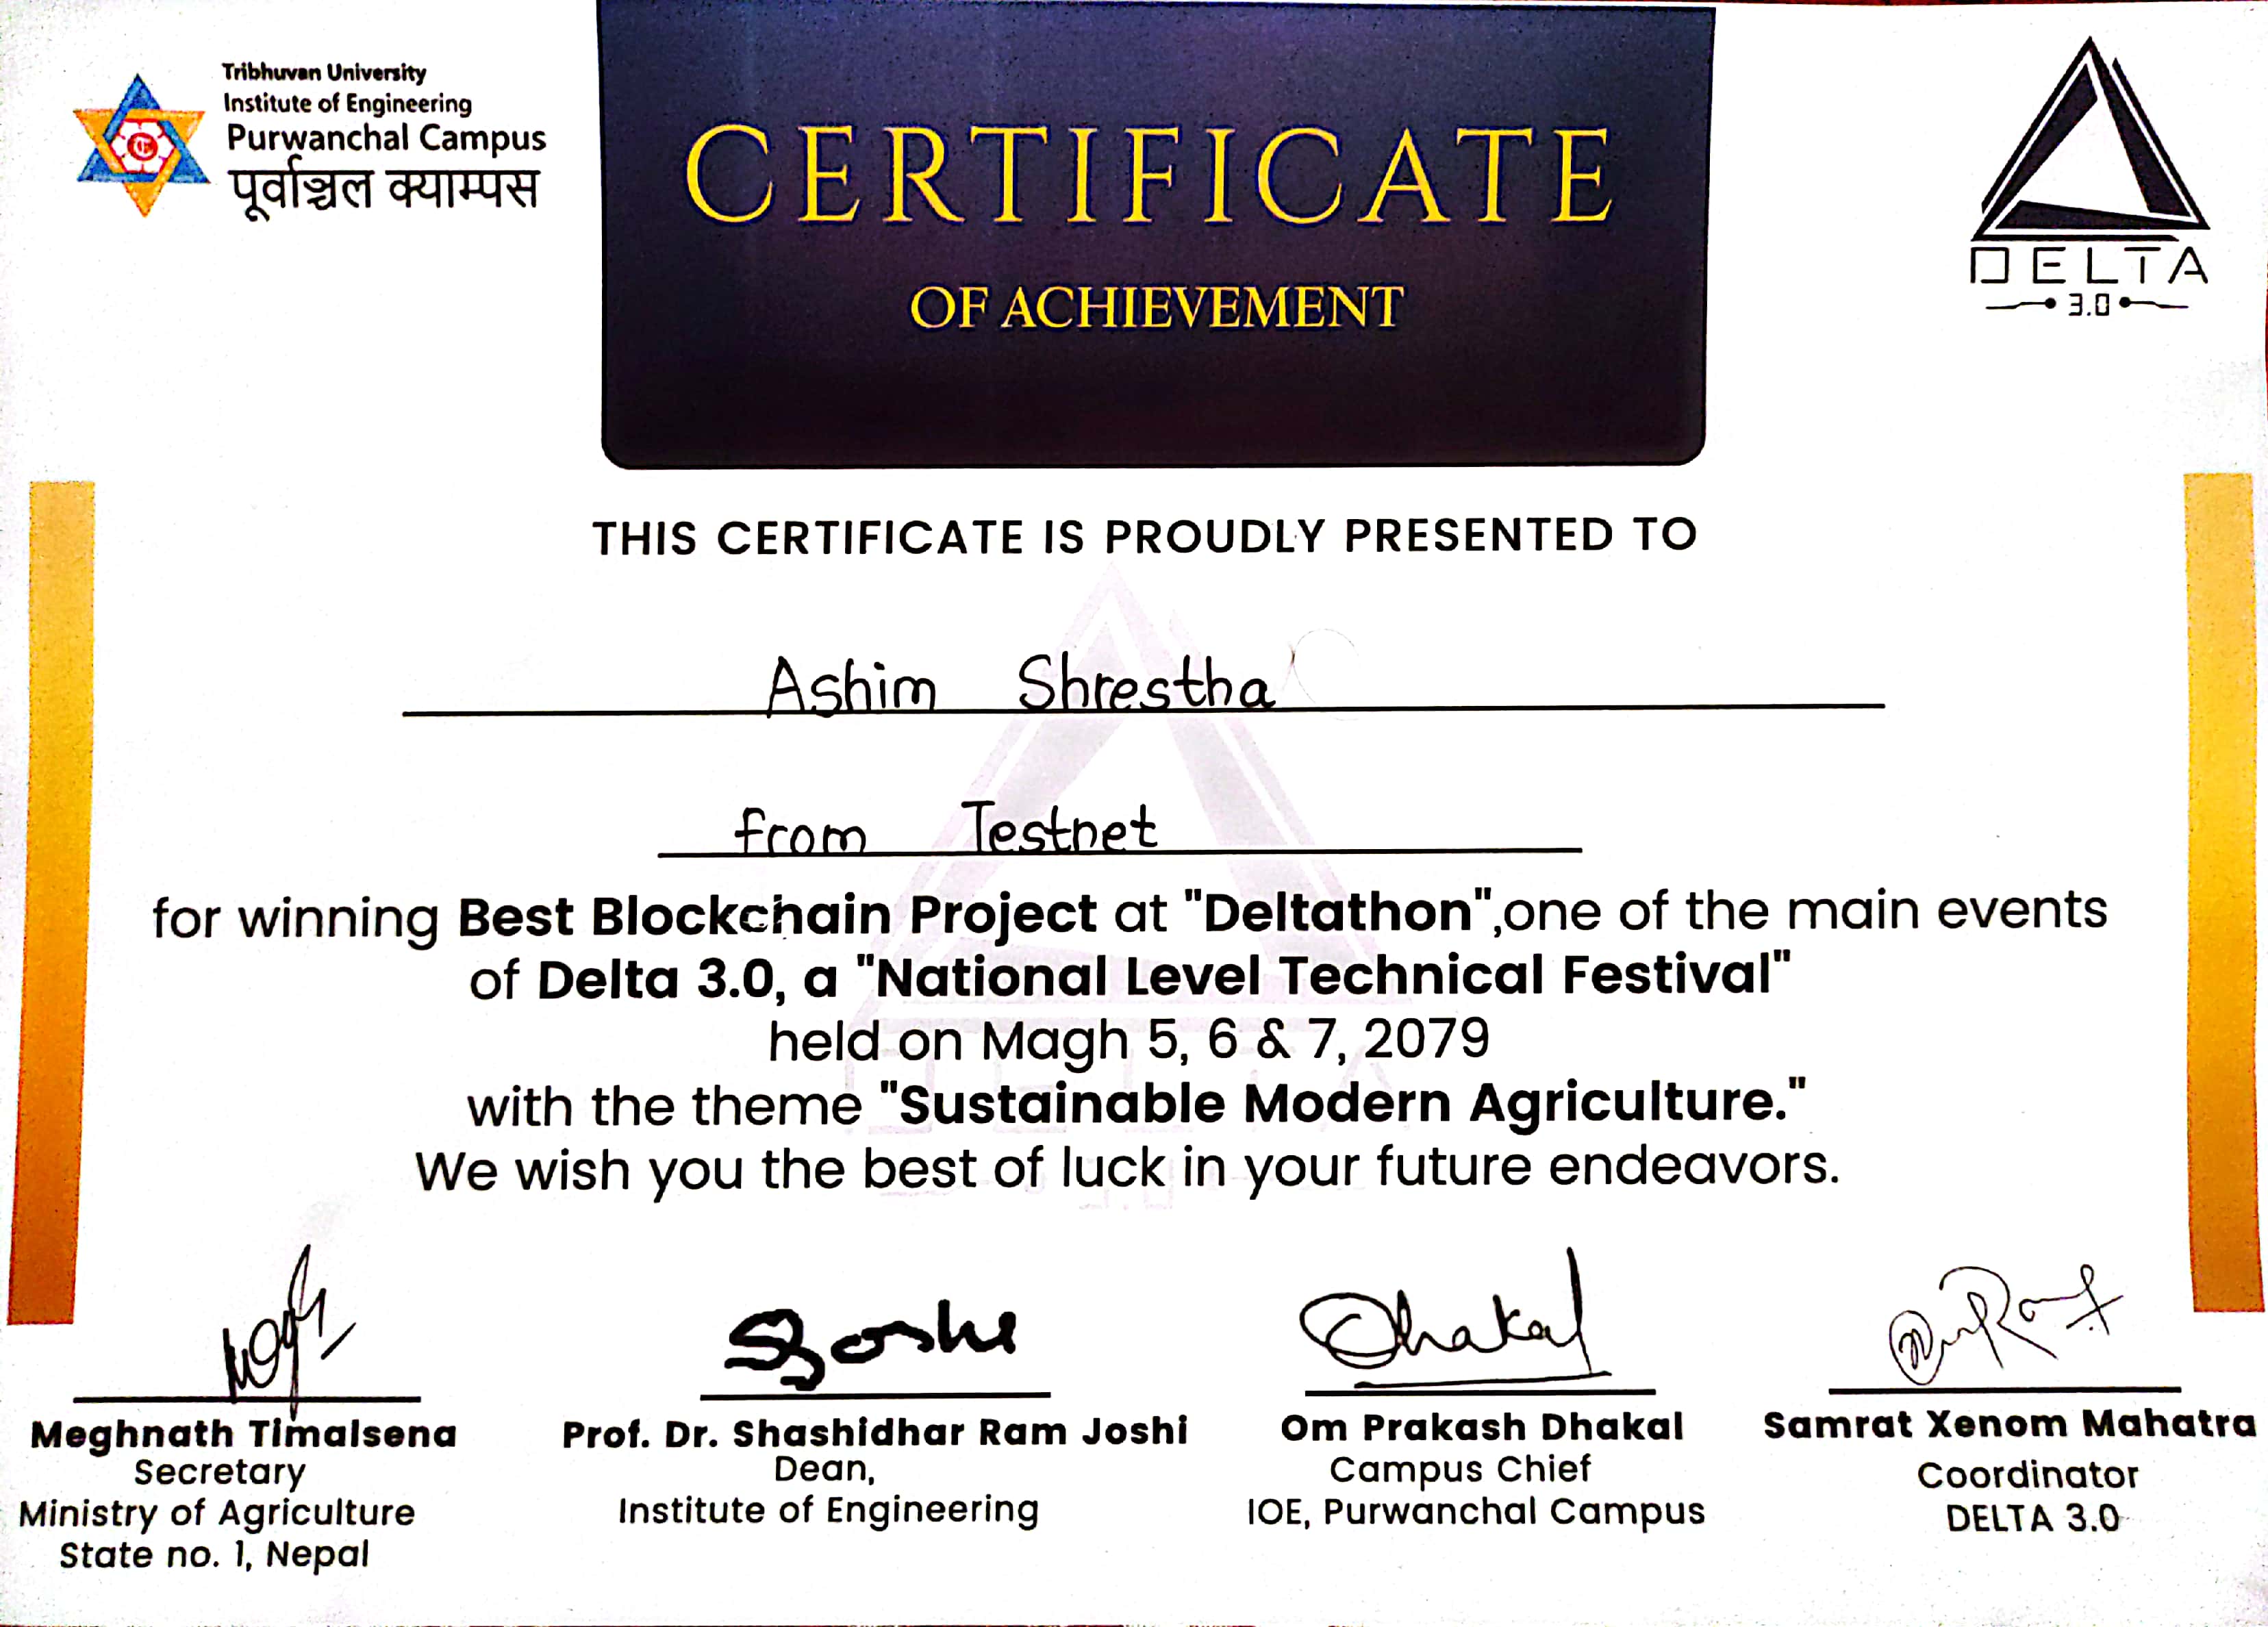 Tribhuvan University
Institute of Engineering
Purwanchal Campus
पूर्वाञ्चल क्याम्पस
CERTIFICATE
OF ACHIEVEMENT
DELTA
3.0
THIS CERTIFICATE IS PROUDLY PRESENTED TO
Ashim Shrestha
from Testnet
for winning Best Blockchain Project at "Deltathon",one of the main events
of Delta 3.0, a "National Level Technical Festival"
held on Magh 5, 6 & 7, 2079
with the theme "Sustainable Modern Agriculture."
We wish you the best of luck in your future endeavors.
SJoshi
Dhakal
Meghnath Timalsena
Secretary
Ministry of Agriculture
State no. 1, Nepal
Prof. Dr. Shashidhar Ram Joshi
Dean,
Institute of Engineering
Om Prakash Dhakal
Campus Chief
IOE, Purwanchal Campus
Samrat Xenom Mahatra
Coordinator
DELTA 3.0